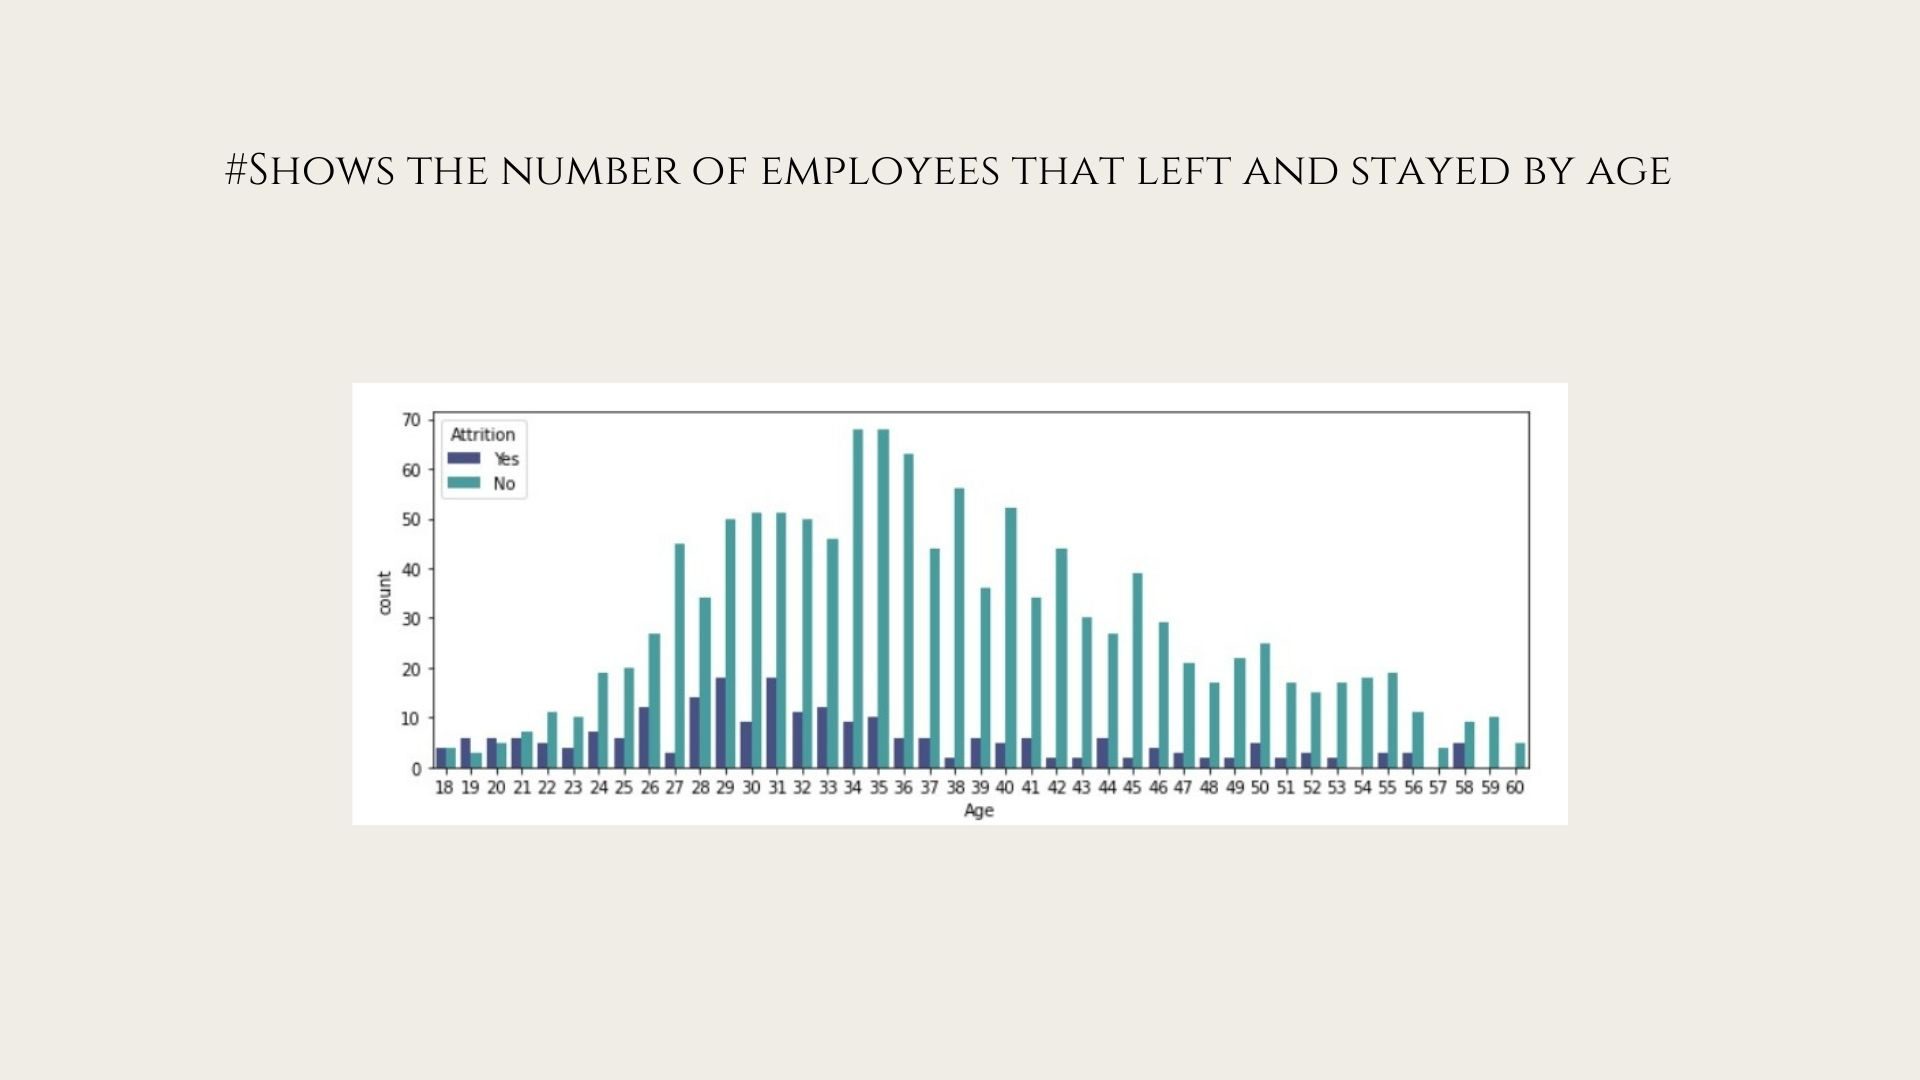 #Shows the number of employees that left and stayed by age
70
60
50
40
30
20
10
0
count
Attrition
Yes
No
18 19 20 21 22 23 24 25 26 27 28 29 30 31 32 33 34 35 36 37 38 39 40 41 42 43 44 45 46 47 48 49 50 51 52 53 54 55 56 57 58 59 60
Age